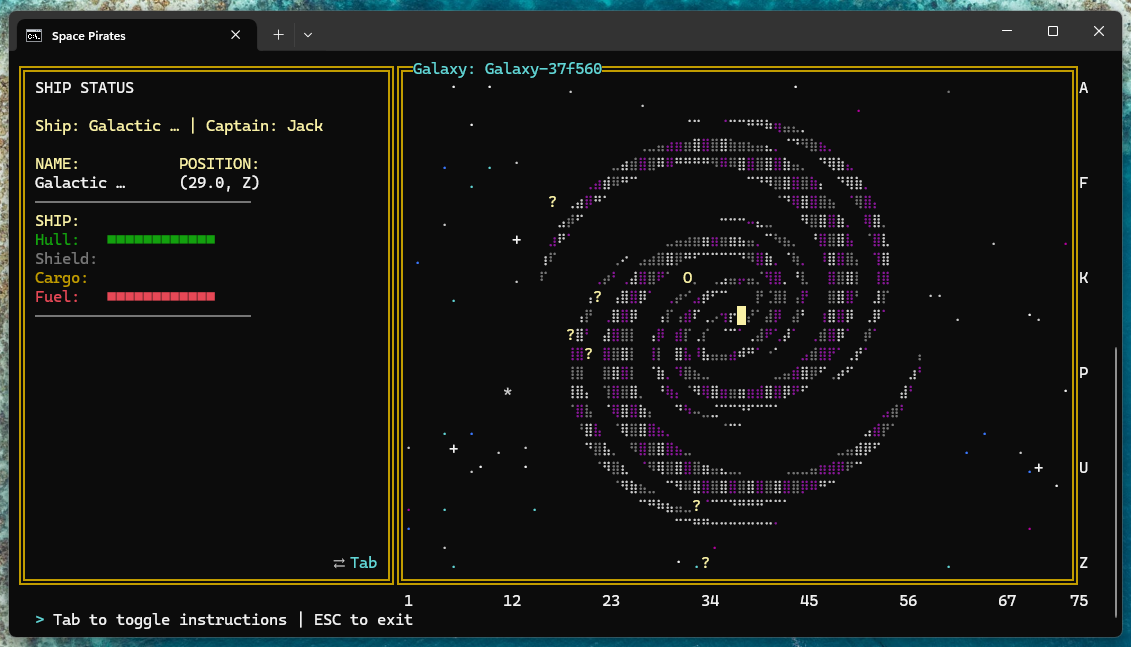 Space Pirates
Galaxy: Galaxy-37f560
SHIP STATUS
Ship: Galactic … | Captain: Jack
NAME: POSITION:
Galactic … (29.0, Z)
SHIP:
Hull:
Shield:
Cargo:
Fuel:
⇄ Tab
A
F
K
P
U
Z
?
?
?
?
?
?
O
1 12 23 34 45 56 67 75
> Tab to toggle instructions | ESC to exit